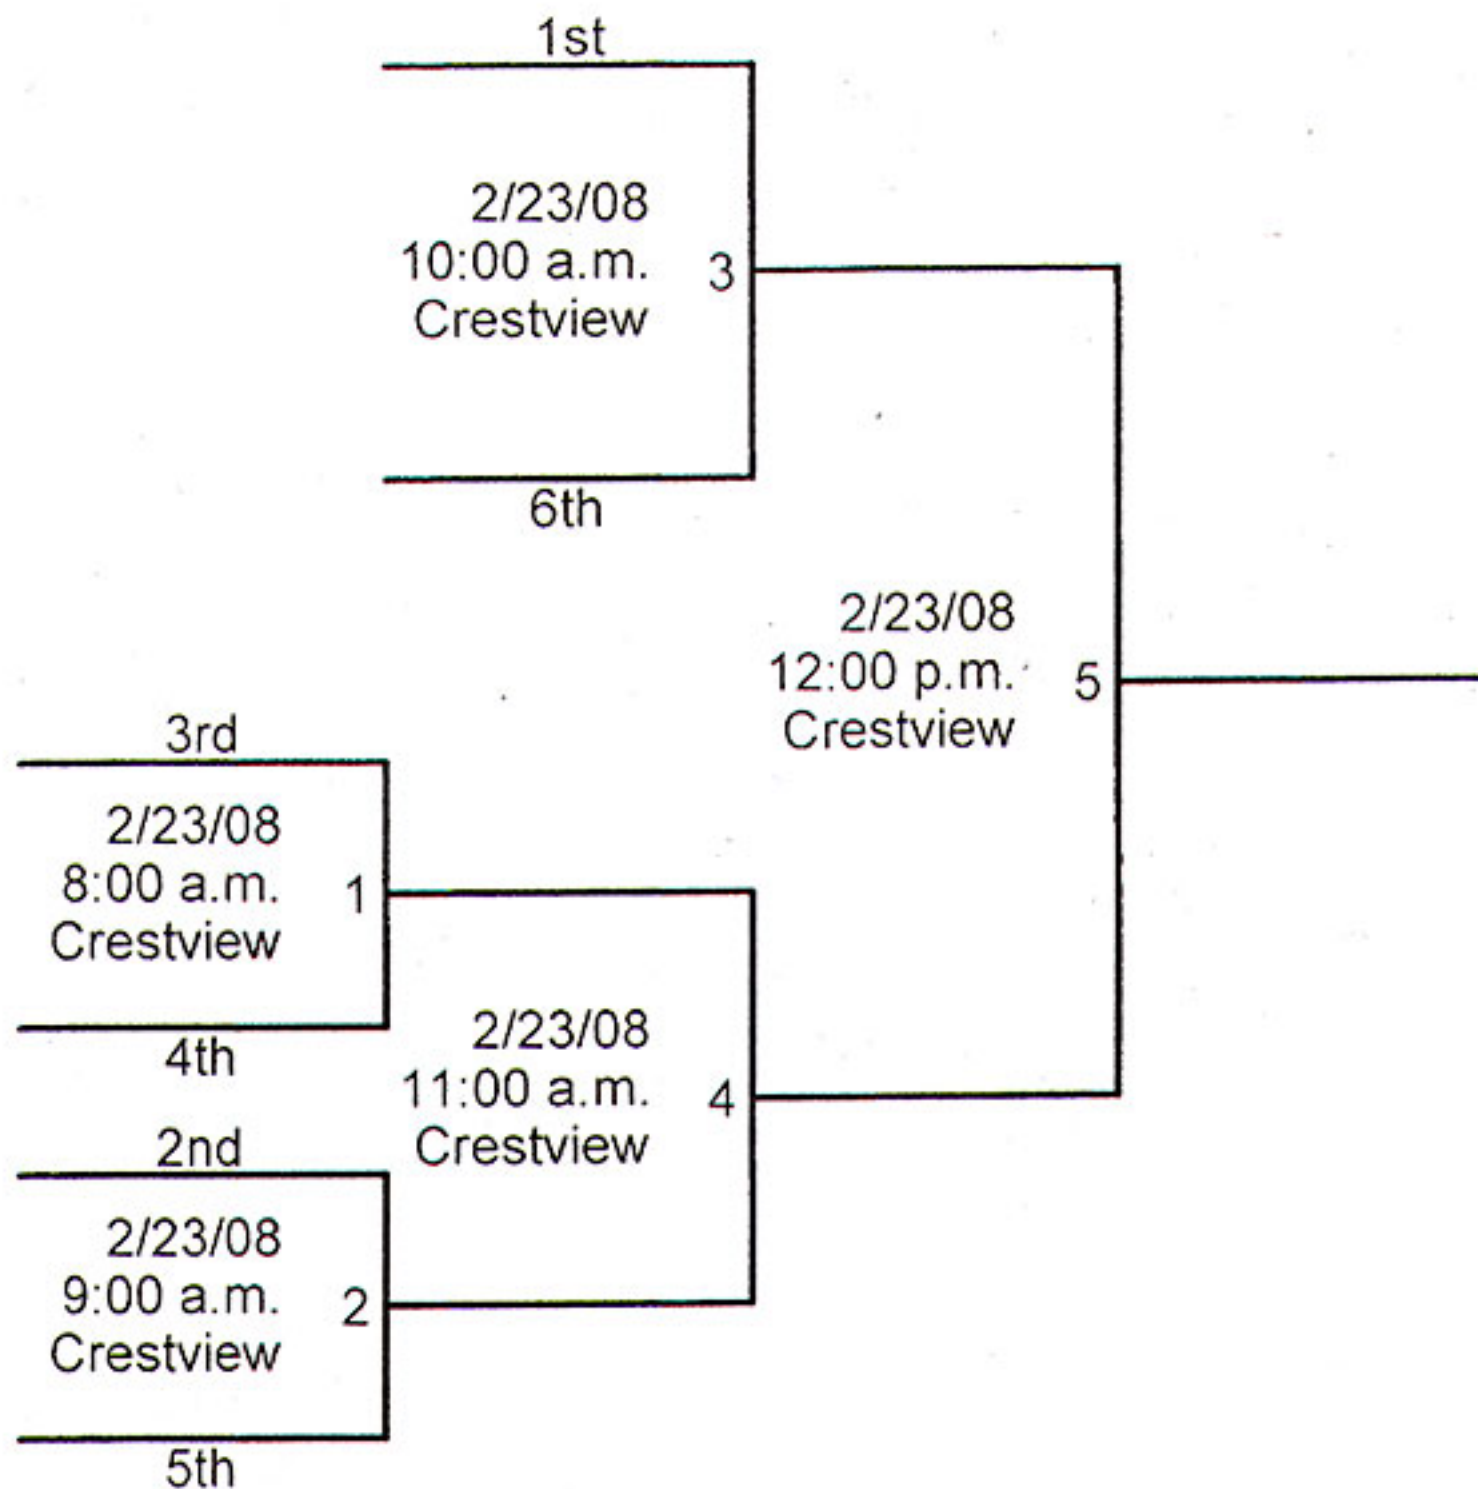 1st
2/23/08
10:00 a.m.
3
Crestview
6th
2/23/08
12:00 p.m.
5
Crestview
3rd
2/23/08
8:00 a.m.
1
Crestview
4th
2/23/08
11:00 a.m.
4
Crestview
2nd
2/23/08
9:00 a.m.
2
Crestview
5th